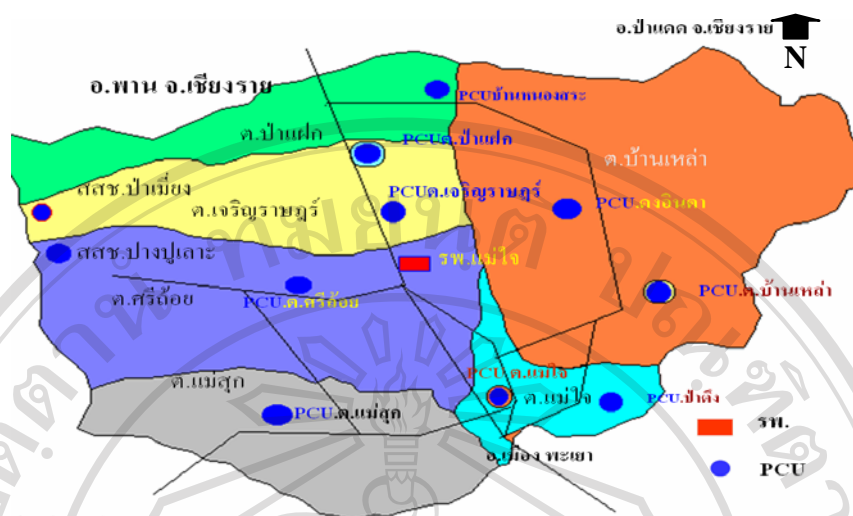 อ.ป่าแดด จ.เชียงราย
N
อ.พาน จ.เชียงราย
PCUบ้านหนองสระ
ต.ป่าแฝก
PCUต.ป่าแฝก
ต.บ้านเหล่า
สสช.ป่าเมี่ยง
PCUต.เจริญราษฎร์
ต.เจริญราษฎร์
PCU.ดงอินตา
สสช.ปางปูเลาะ
รพ.แม่ใจ
ต.ศรีถ้อย
PCU.ต.ศรีถ้อย
PCU.ต.บ้านเหล่า
PCU.ต.แม่ใจ
ต.แม่สุก
ต.แม่ใจ
PCU.ป่าตึง
PCU.ต.แม่สุก
รพ.
อ.เมือง พะเยา
PCU